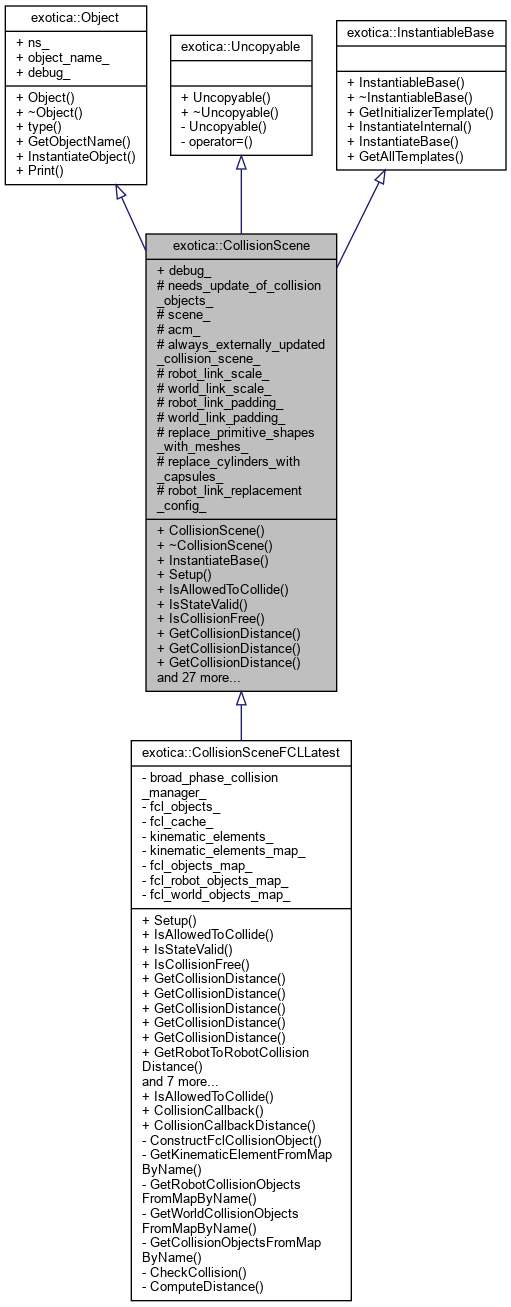 exotica::Object
+ ns_
+ object_name_
+ debug_
+ Object()
+ ~Object()
+ type()
+ GetObjectName()
+ InstantiateObject()
+ Print()
exotica::Uncopyable
+ Uncopyable()
+ ~Uncopyable()
- Uncopyable()
- operator=()
exotica::InstantiableBase
+ InstantiableBase()
+ ~InstantiableBase()
+ GetInitializerTemplate()
+ InstantiateInternal()
+ InstantiateBase()
+ GetAllTemplates()
exotica::CollisionScene
+ debug_
# needs_update_of_collision
_objects_
# scene_
# acm_
# always_externally_updated
_collision_scene_
# robot_link_scale_
# world_link_scale_
# robot_link_padding_
# world_link_padding_
# replace_primitive_shapes
_with_meshes_
# replace_cylinders_with
_capsules_
# robot_link_replacement
_config_
+ CollisionScene()
+ ~CollisionScene()
+ InstantiateBase()
+ Setup()
+ IsAllowedToCollide()
+ IsStateValid()
+ IsCollisionFree()
+ GetCollisionDistance()
+ GetCollisionDistance()
+ GetCollisionDistance()
and 27 more...
exotica::CollisionSceneFCLLatest
- broad_phase_collision
_manager_
- fcl_objects_
- fcl_cache_
- kinematic_elements_
- kinematic_elements_map_
- fcl_objects_map_
- fcl_robot_objects_map_
- fcl_world_objects_map_
+ Setup()
+ IsAllowedToCollide()
+ IsStateValid()
+ IsCollisionFree()
+ GetCollisionDistance()
+ GetCollisionDistance()
+ GetCollisionDistance()
+ GetCollisionDistance()
+ GetCollisionDistance()
+ GetRobotToRobotCollision
Distance()
and 7 more...
+ IsAllowedToCollide()
+ CollisionCallback()
+ CollisionCallbackDistance()
- ConstructFclCollisionObject()
- GetKinematicElementFromMap
ByName()
- GetRobotCollisionObjects
FromMapByName()
- GetWorldCollisionObjects
FromMapByName()
- GetCollisionObjectsFromMap
ByName()
- CheckCollision()
- ComputeDistance()